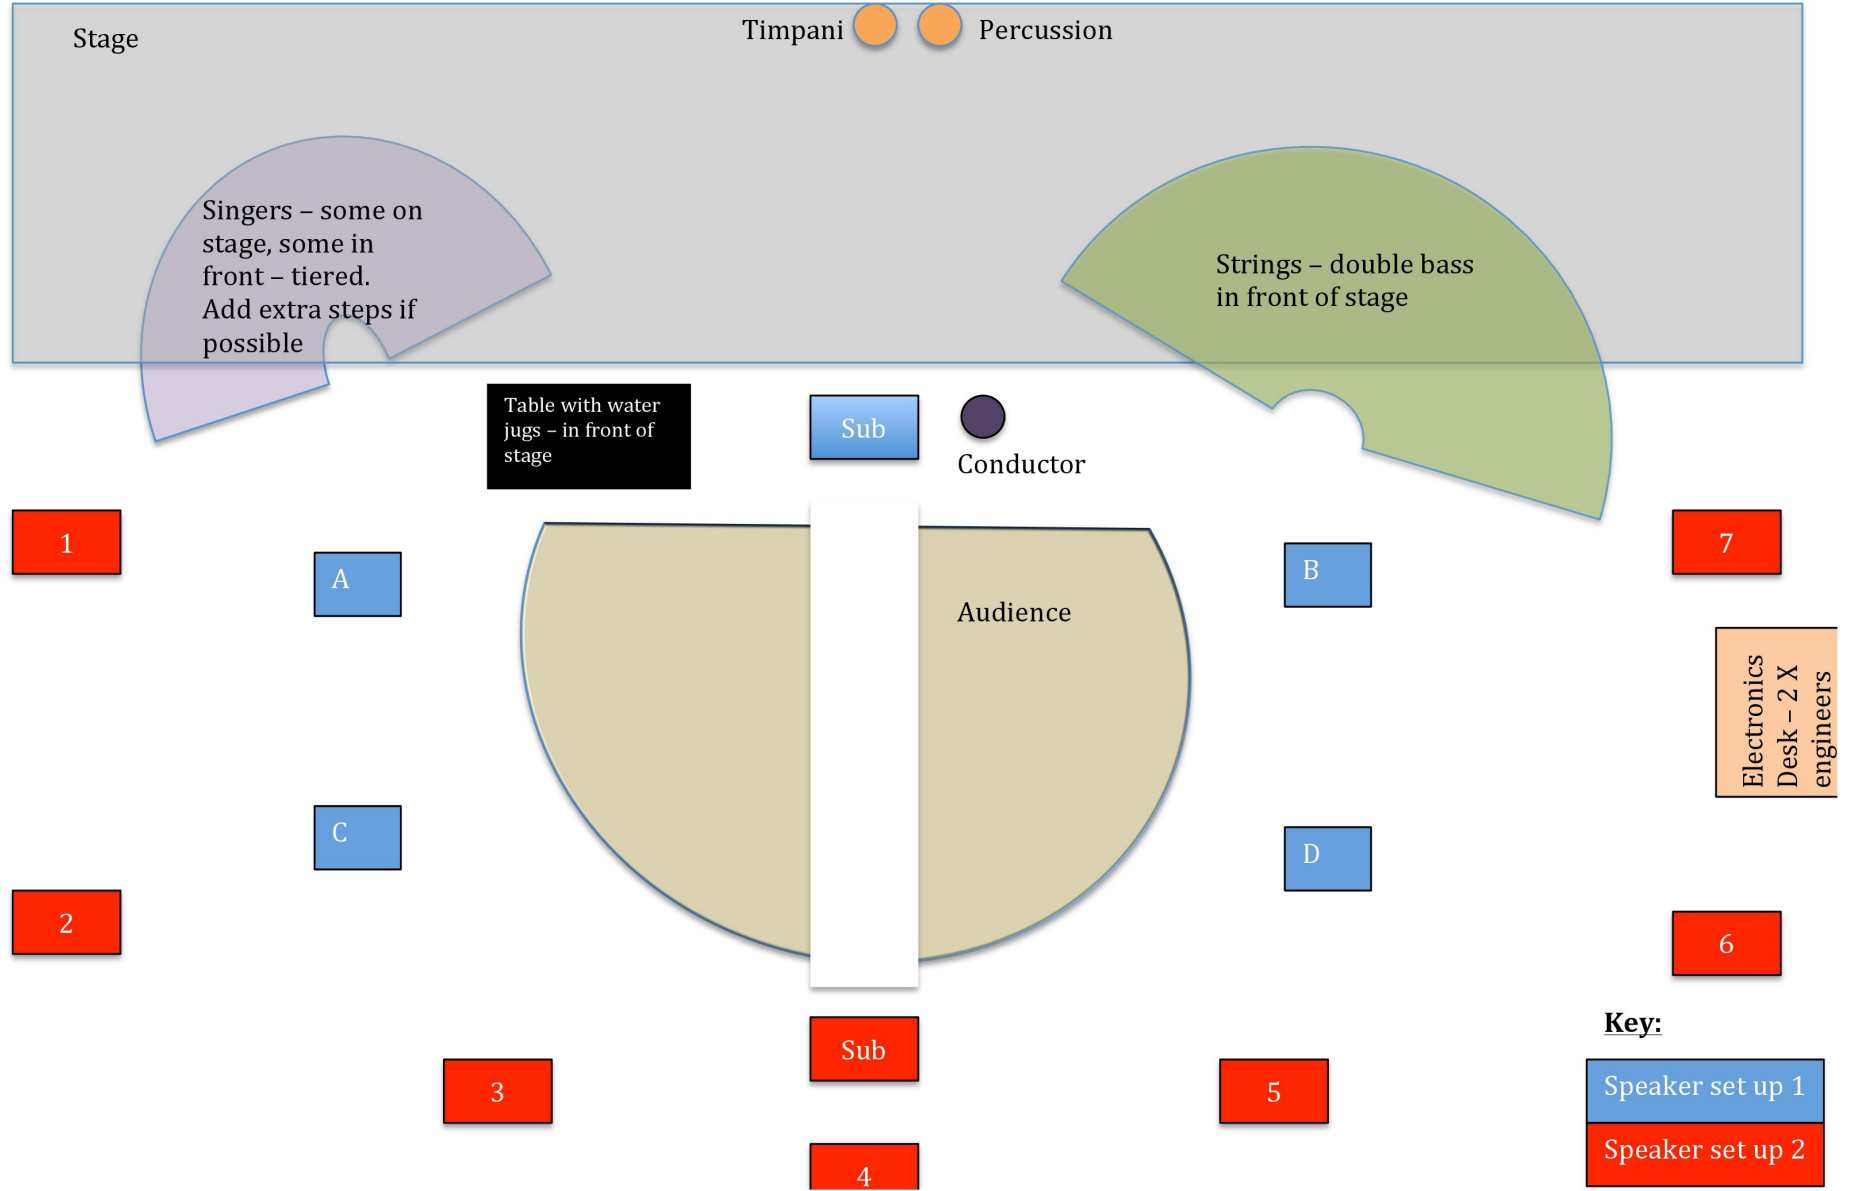 Stage
Timpani
Percussion
Singers – some on
stage, some in
front – tiered.
Add extra steps if
possible
Strings – double bass
in front of stage
Table with water
jugs – in front of
stage
Sub
Conductor
1
A
B
7
Audience
Electronics
Desk – 2 X
engineers
C
D
2
6
Sub
3
5
4
Key:
Speaker set up 1
Speaker set up 2